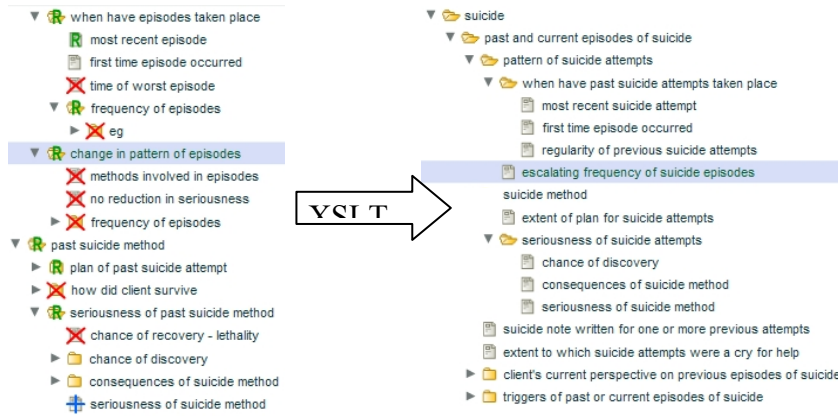 when have episodes taken place
most recent episode
first time episode occurred
time of worst episode
frequency of episodes
eg
change in pattern of episodes
methods involved in episodes
no reduction in seriousness
frequency of episodes
past suicide method
plan of past suicide attempt
how did client survive
seriousness of past suicide method
chance of recovery - lethality
chance of discovery
consequences of suicide method
seriousness of suicide method
XSLT
suicide
past and current episodes of suicide
pattern of suicide attempts
when have past suicide attempts taken place
most recent suicide attempt
first time episode occurred
regularity of previous suicide attempts
escalating frequency of suicide episodes
suicide method
extent of plan for suicide attempts
seriousness of suicide attempts
chance of discovery
consequences of suicide method
seriousness of suicide method
suicide note written for one or more previous attempts
extent to which suicide attempts were a cry for help
client's current perspective on previous episodes of suicide
triggers of past or current episodes of suicide